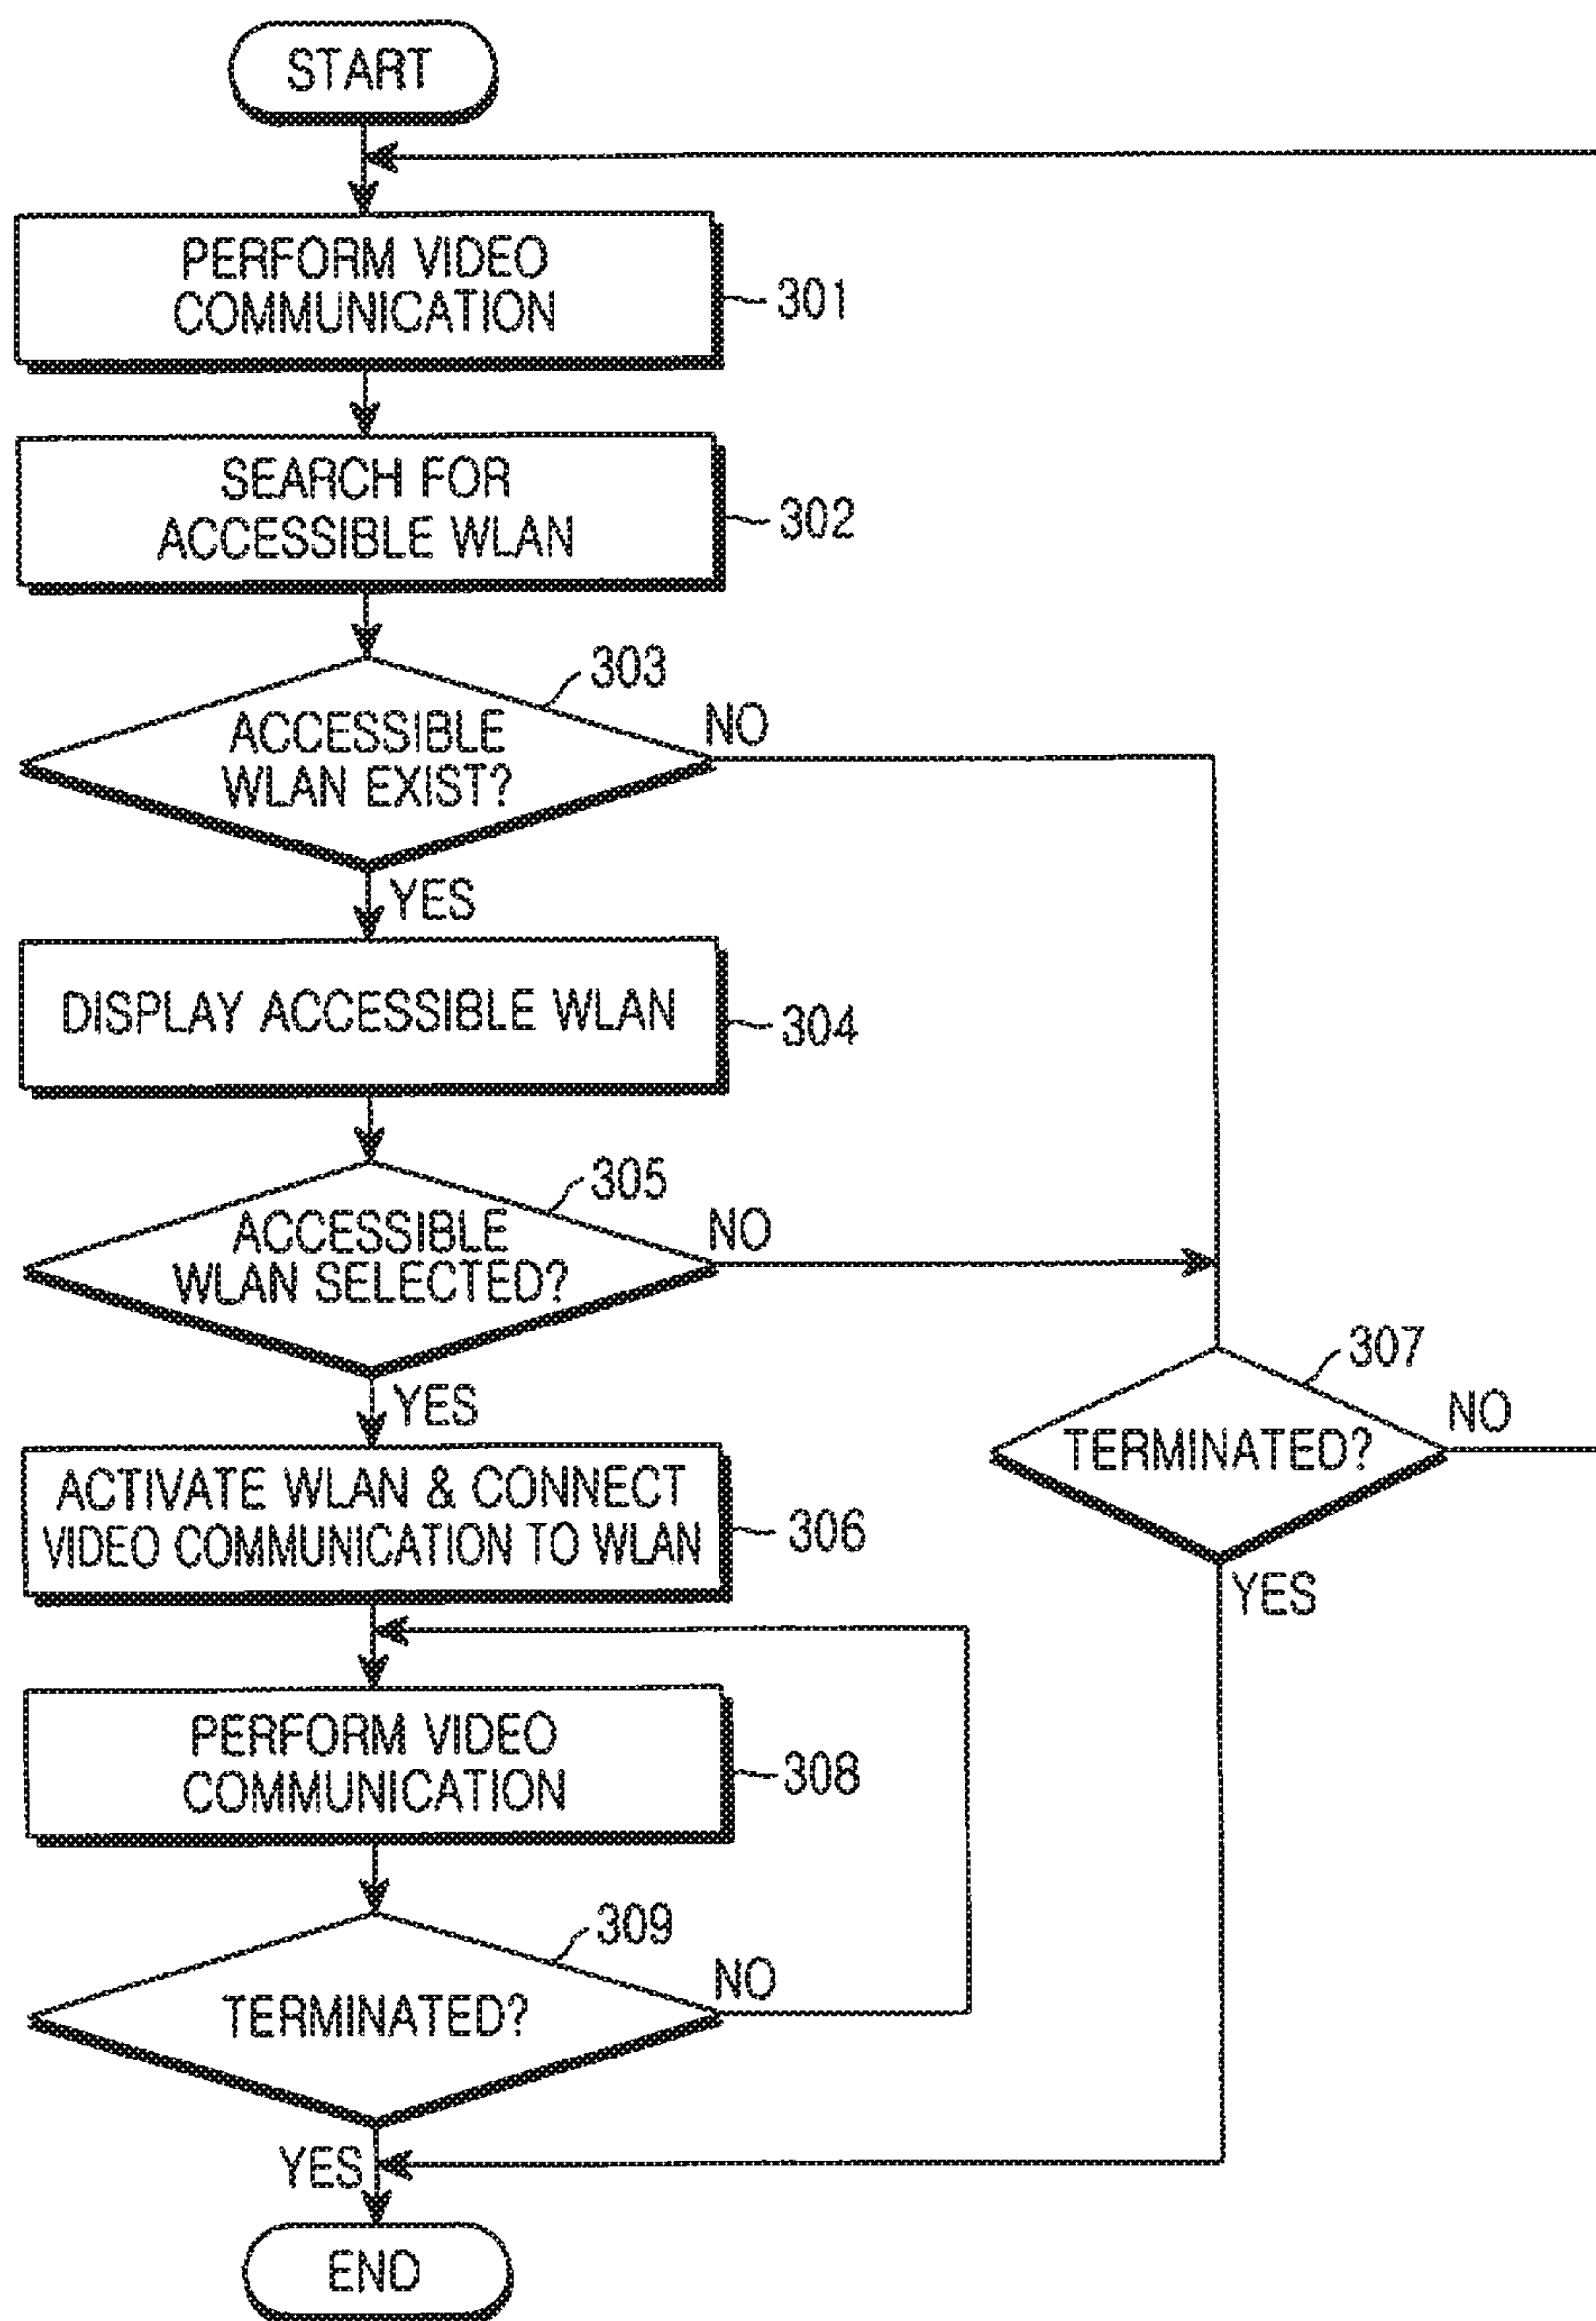 START
PERFORM VIDEO
COMMUNICATION
301
SEARCH FOR
ACCESSIBLE WLAN
302
303
ACCESSIBLE
WLAN EXIST?
NO
YES
DISPLAY ACCESSIBLE WLAN
304
305
ACCESSIBLE
WLAN SELECTED?
NO
YES
307
TERMINATED?
NO
YES
ACTIVATE WLAN & CONNECT
VIDEO COMMUNICATION TO WLAN
306
PERFORM VIDEO
COMMUNICATION
308
309
TERMINATED?
NO
YES
END